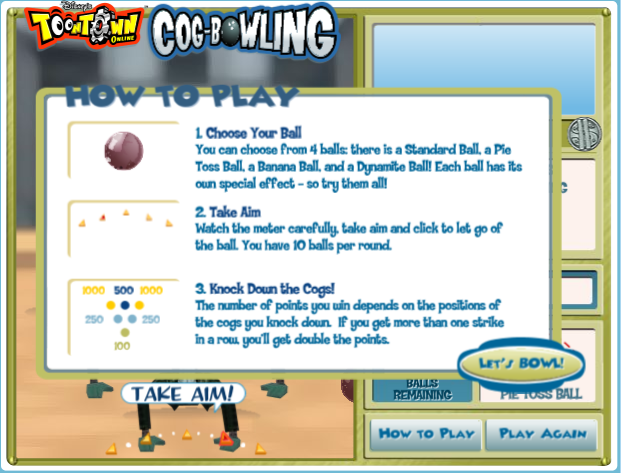 Disney's
TOONTOWN
ONLINE
COG-BOWLING
HOW TO PLAY
1. Choose Your Ball
You can choose from 4 balls: there is a Standard Ball, a Pie
Toss Ball, a Banana Ball, and a Dynamite Ball! Each ball has its
own special effect - so try them all!
2. Take Aim
Watch the meter carefully, take aim and click to let go of
the ball. You have 10 balls per round.
1000 500 1000
250 250
100
3. Knock Down the Cogs!
The number of points you win depends on the positions of
the cogs you knock down. If you get more than one strike
in a row, you'll get double the points.
LET'S BOWL!
TAKE AIM!
BALLS
REMAINING
PIE TOSS BALL
HOW TO PLAY
PLAY AGAIN